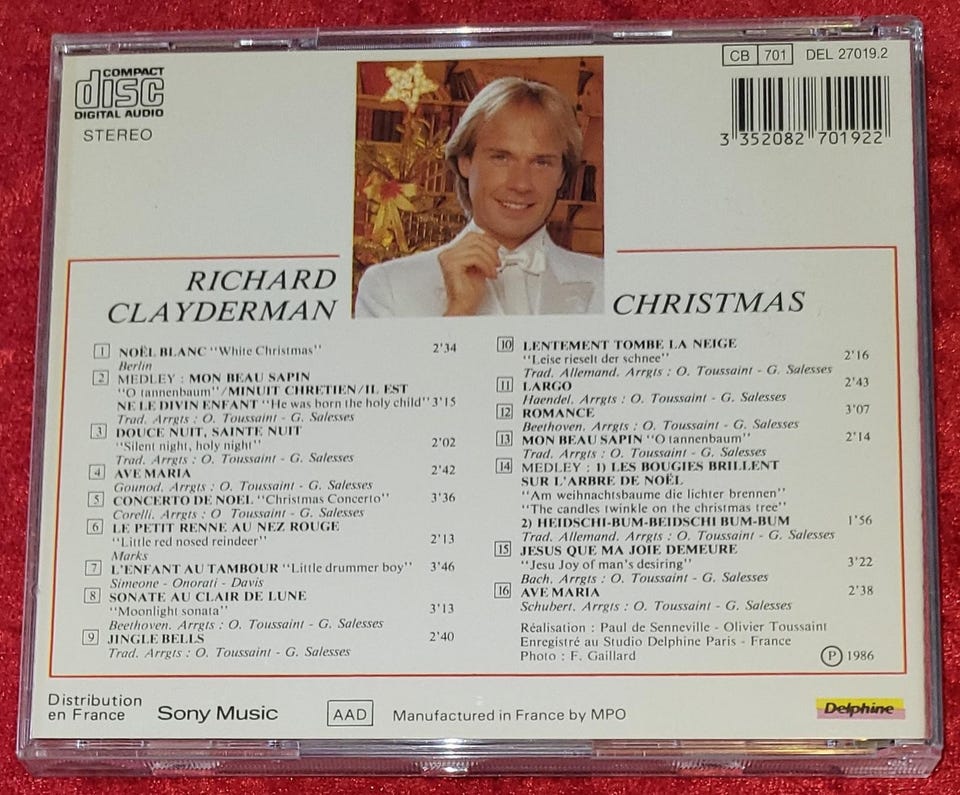 COMPACT
disc
DIGITAL AUDIO
STEREO
CB 701 DEL 27019.2
3 352082 701922
RICHARD
CLAYDERMAN
CHRISTMAS
1 NOËL BLANC "White Christmas" 2'34
Berlin
2 MEDLEY : MON BEAU SAPIN
"O tannenbaum"/MINUIT CHRETIEN/IL EST
NE LE DIVIN ENFANT "He was born the holy child" 3'15
Trad. Arrgts : O. Toussaint - G. Salesses
3 DOUCE NUIT, SAINTE NUIT
"Silent night, holy night" 2'02
Trad. Arrgts : O. Toussaint - G. Salesses
4 AVE MARIA 2'42
Gounod. Arrgts : O. Toussaint - G. Salesses
5 CONCERTO DE NOEL "Christmas Concerto" 3'36
Corelli. Arrgts : O Toussaint - G. Salesses
6 LE PETIT RENNE AU NEZ ROUGE
"Little red nosed reindeer" 2'13
Marks
7 L'ENFANT AU TAMBOUR "Little drummer boy" 3'46
Simeone - Onorati - Davis
8 SONATE AU CLAIR DE LUNE
"Moonlight sonata" 3'13
Beethoven. Arrgts : O. Toussaint - G. Salesses
9 JINGLE BELLS 2'40
Trad. Arrgts : O. Toussaint - G. Salesses
10 LENTEMENT TOMBE LA NEIGE
"Leise rieselt der schnee" 2'16
Trad. Allemand. Arrgts : O. Toussaint - G. Salesses
11 LARGO 2'43
Haendel. Arrgts : O. Toussaint - G. Salesses
12 ROMANCE 3'07
Beethoven. Arrgts : O. Toussaint - G. Salesses
13 MON BEAU SAPIN "O tannenbaum" 2'14
Trad. Arrgts : O. Toussaint - G. Salesses
14 MEDLEY : 1) LES BOUGIES BRILLENT
SUR L'ARBRE DE NOËL
"Am weihnachtsbaume die lichter brennen"
"The candles twinkle on the christmas tree"
2) HEIDSCHI-BUM-BEIDSCHI BUM-BUM 1'56
Trad. Allemand. Arrgts : O. Toussaint - G. Salesses
15 JESUS QUE MA JOIE DEMEURE
"Jesu Joy of man's desiring" 3'22
Bach. Arrgts : O. Toussaint - G. Salesses
16 AVE MARIA 2'38
Schubert. Arrgts : O. Toussaint - G. Salesses
Réalisation : Paul de Senneville - Olivier Toussaint
Enregistré au Studio Delphine Paris - France
Photo : F. Gaillard
Ⓟ 1986
Distribution
en France
Sony Music
AAD
Manufactured in France by MPO
Delphine